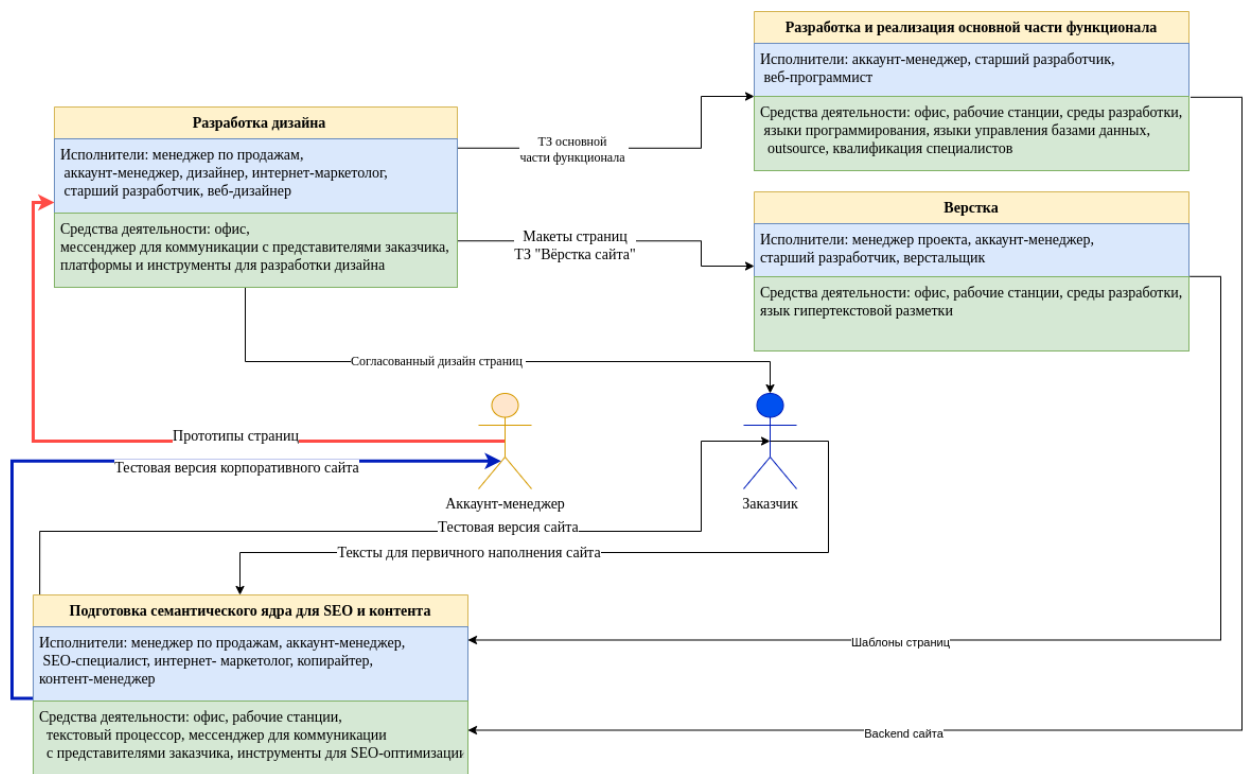 Разработка и реализация основной части функционала
Исполнители: аккаунт-менеджер, старший разработчик,
веб-программист
Средства деятельности: офис, рабочие станции, среды разработки,
языки программирования, языки управления базами данных,
outsource, квалификация специалистов
Разработка дизайна
Исполнители: менеджер по продажам,
аккаунт-менеджер, дизайнер, интернет-маркетолог,
старший разработчик, веб-дизайнер
Средства деятельности: офис,
мессенджер для коммуникации с представителями заказчика,
платформы и инструменты для разработки дизайна
ТЗ основной
части функционала
Макеты страниц
ТЗ "Вёрстка сайта"
Верстка
Исполнители: менеджер проекта, аккаунт-менеджер,
старший разработчик, верстальщик
Средства деятельности: офис, рабочие станции, среды разработки,
язык гипертекстовой разметки
Согласованный дизайн страниц
Прототипы страниц
Тестовая версия корпоративного сайта
Аккаунт-менеджер
Заказчик
Тестовая версия сайта
Тексты для первичного наполнения сайта
Подготовка семантического ядра для SEO и контента
Исполнители: менеджер по продажам, аккаунт-менеджер,
SEO-специалист, интернет- маркетолог, копирайтер,
контент-менеджер
Средства деятельности: офис, рабочие станции,
текстовый процессор, мессенджер для коммуникации
с представителями заказчика, инструменты для SEO-оптимизации
Шаблоны страниц
Backend сайта